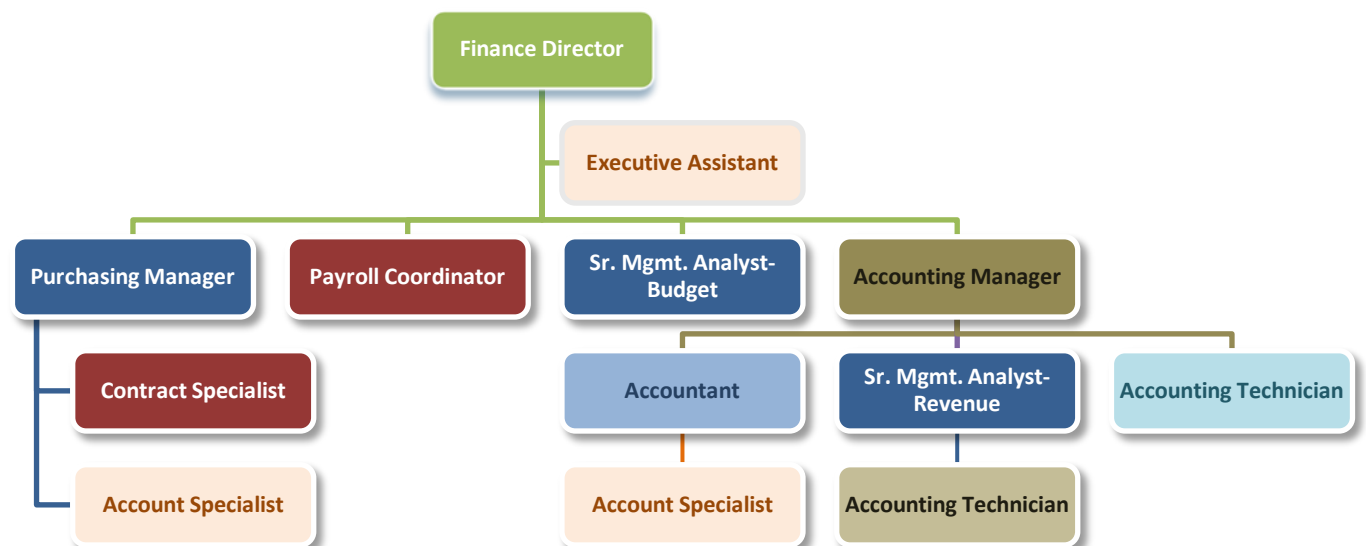 Finance Director
Executive Assistant
Purchasing Manager
Payroll Coordinator
Sr. Mgmt. Analyst-
Budget
Accounting Manager
Contract Specialist
Accountant
Sr. Mgmt. Analyst-
Revenue
Accounting Technician
Account Specialist
Account Specialist
Accounting Technician